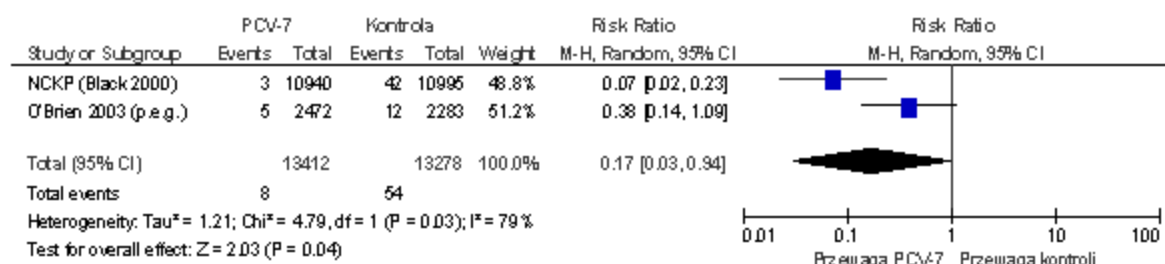 PCV-7 Kontrola Risk Ratio Risk Ratio
Study or Subgroup Events Total Events Total Weight M-H, Random, 95% CI M-H, Random, 95% CI
NCKP (Black 2000) 3 10940 42 10995 48.8% 0.07 [0.02, 0.23]
O'Brien 2003 (p.e.g.) 5 2472 12 2283 51.2% 0.38 [0.14, 1.09]
Total (95% CI) 13412 13278 100.0% 0.17 [0.03, 0.94]
Total events 8 54
Heterogeneity: Tau² = 1.21; Chi² = 4.79, df = 1 (P = 0.03); I² = 79%
Test for overall effect: Z = 2.03 (P = 0.04)
0.01 0.1 1 10 100
Przewaga PCV-7 Przewaga kontroli